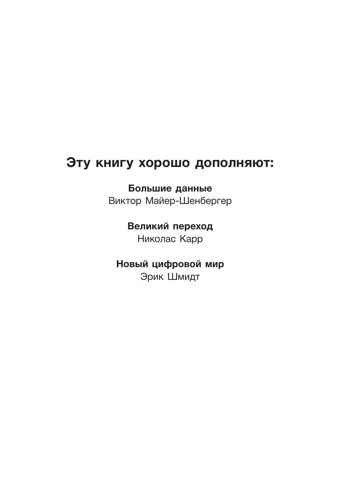 Эту книгу хорошо дополняют:
Большие данные
Виктор Майер-Шенбергер
Великий переход
Николас Карр
Новый цифровой мир
Эрик Шмидт